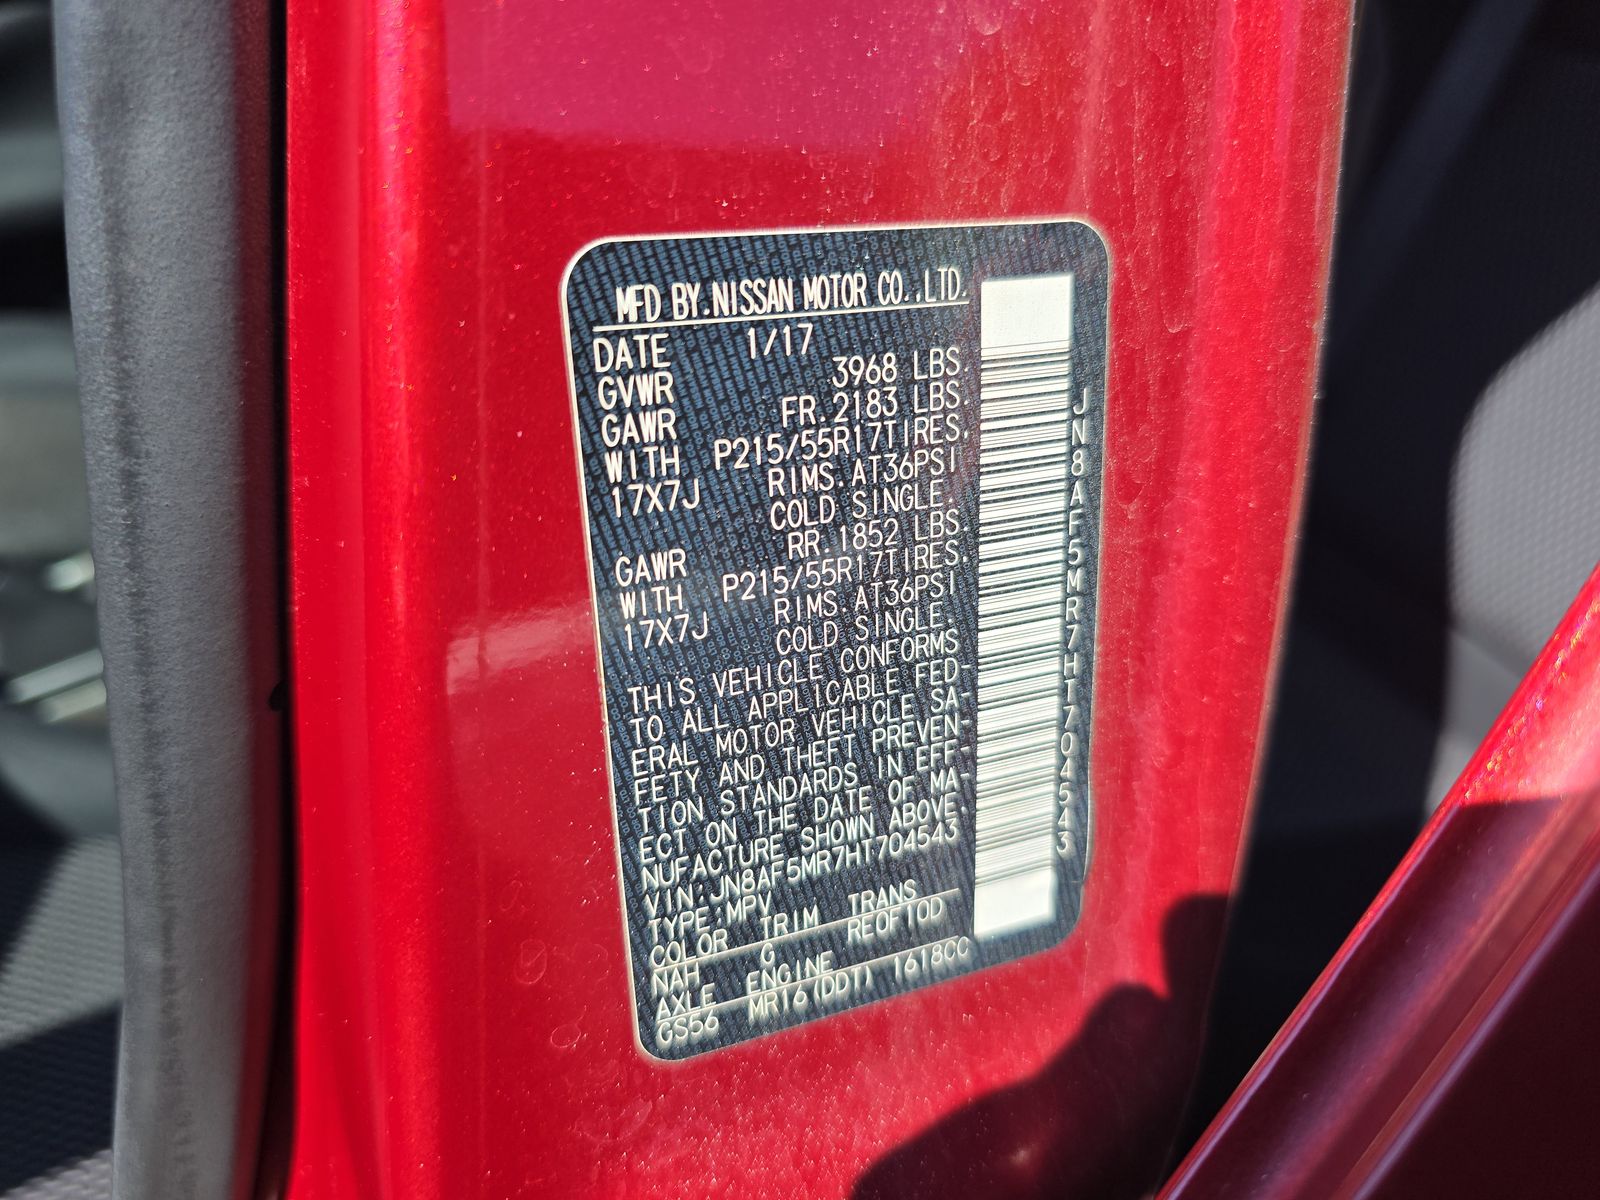 MFD BY.NISSAN MOTOR CO.,LTD.
DATE 1/17
GVWR 3968 LBS.
GAWR FR.2183 LBS.
WITH P215/55R17TIRES.
17X7J RIMS.AT36PSI
COLD SINGLE.
GAWR RR.1852 LBS.
WITH P215/55R17TIRES.
17X7J RIMS.AT36PSI
COLD SINGLE.
THIS VEHICLE CONFORMS
TO ALL APPLICABLE FED-
ERAL MOTOR VEHICLE SA-
FETY AND THEFT PREVEN-
TION STANDARDS IN EFF-
ECT ON THE DATE OF MA-
NUFACTURE SHOWN ABOVE.
VIN:JN8AF5MR7HT704543
TYPE:MPV
COLOR TRIM TRANS
NAH G RE0F10D
AXLE ENGINE
GS56 MR16(DDT) 1618CC
JN8AF5MR7HT704543